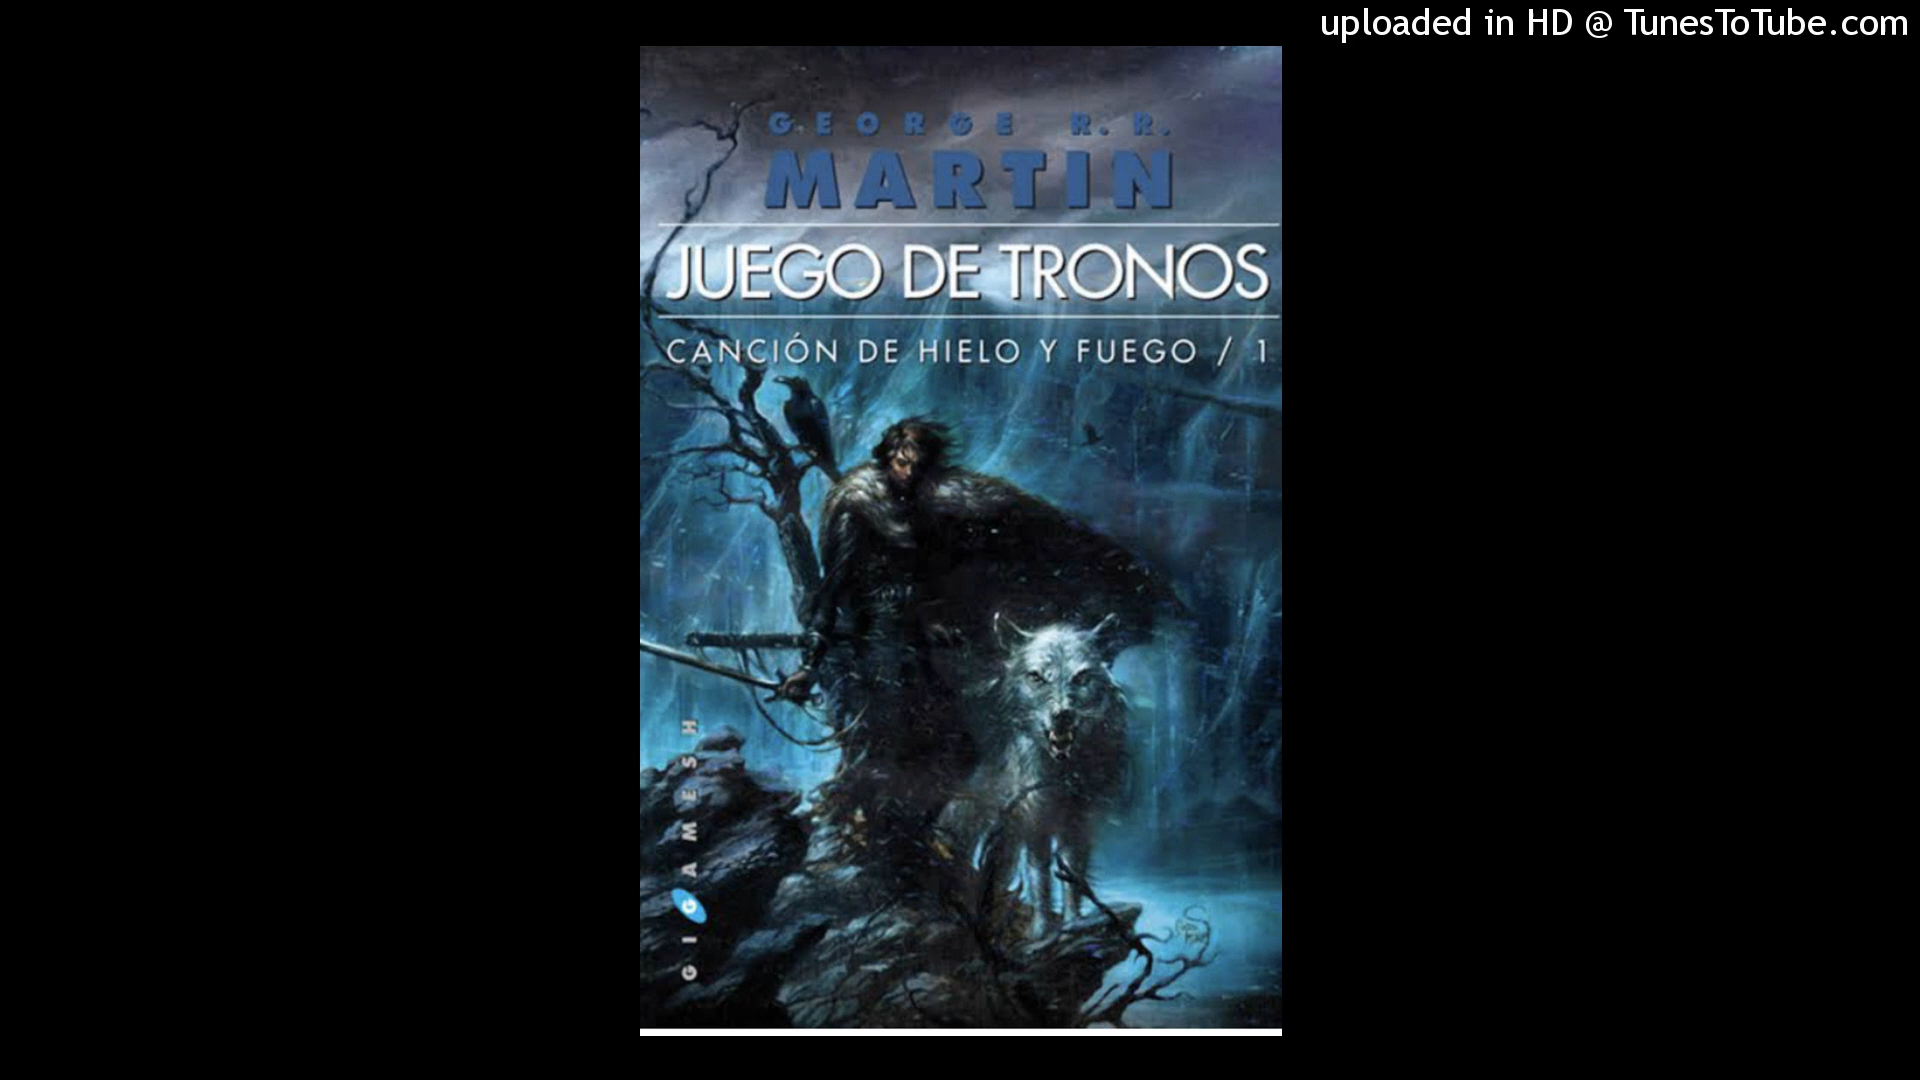 uploaded in HD @ TunesToTube.com
GEORGE R. R.
MARTIN
JUEGO DE TRONOS
CANCIÓN DE HIELO Y FUEGO / 1
GIGAMESH